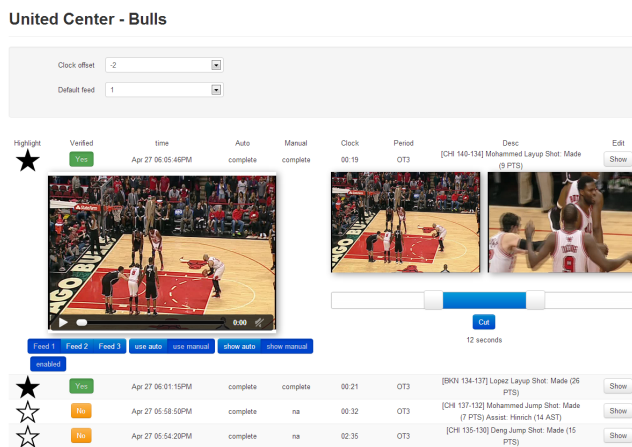 United Center - Bulls
Clock offset -2
Default feed 1
Highlight Verified time Auto Manual Clock Period Desc Edit
Yes Apr 27 06:05:46PM complete complete 00:19 OT3 [CHI 140-134] Mohammed Layup Shot: Made Show
(9 PTS)
0:00
Feed 1 Feed 2 Feed 3 use auto use manual show auto show manual
enabled
Cut
12 seconds
Yes Apr 27 06:01:15PM complete complete 00:21 OT3 [BKN 134-137] Lopez Layup Shot: Made (26 Show
PTS)
No Apr 27 05:58:50PM complete na 00:32 OT3 [CHI 137-132] Mohammed Jump Shot: Made Show
(7 PTS) Assist: Hinrich (14 AST)
No Apr 27 05:54:20PM complete na 02:35 OT3 [CHI 135-130] Deng Jump Shot: Made (15 Show
PTS)